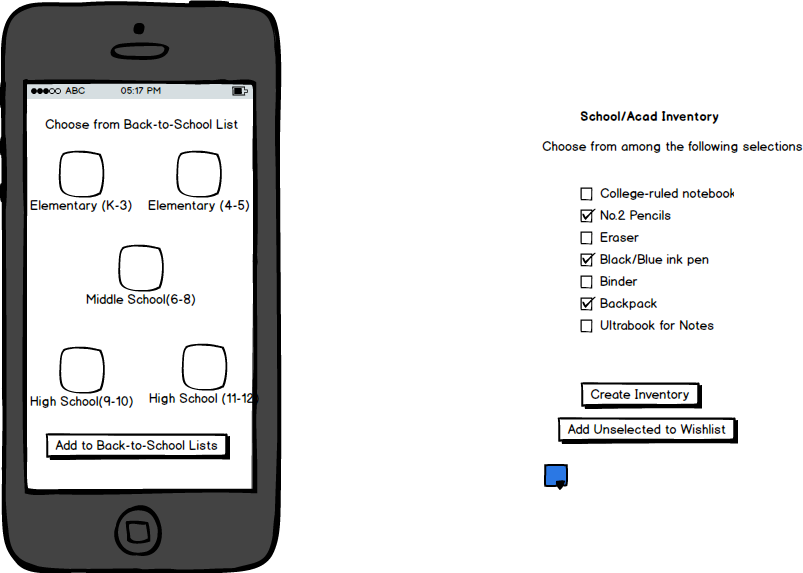 ABC 05:17 PM
Choose from Back-to-School List
Elementary (K-3) Elementary (4-5)
Middle School(6-8)
High School(9-10) High School (11-12)
Add to Back-to-School Lists
School/Acad Inventory
Choose from among the following selections
College-ruled notebook
No.2 Pencils
Eraser
Black/Blue ink pen
Binder
Backpack
Ultrabook for Notes
Create Inventory
Add Unselected to Wishlist